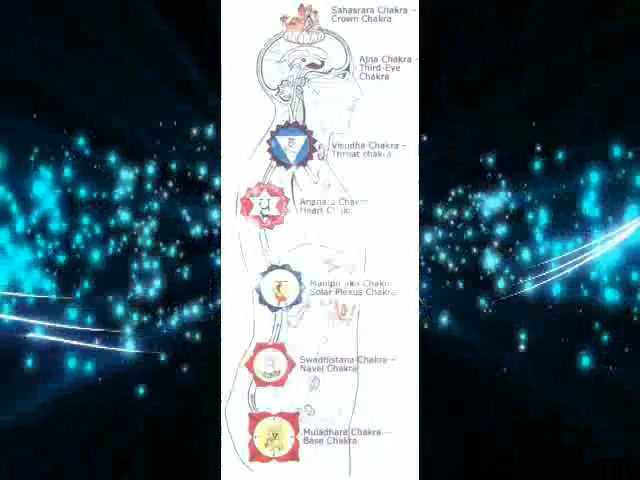 Sahasrara Chakra –
Crown Chakra
Ajna Chakra –
Third-Eye
Chakra
Visudha Chakra –
Throat chakra
Chakra
Heart
Chakra
Solar Plexus Chakra
Swadhistana Chakra –
Navel Chakra
Muladhara Chakra –
Base Chakra